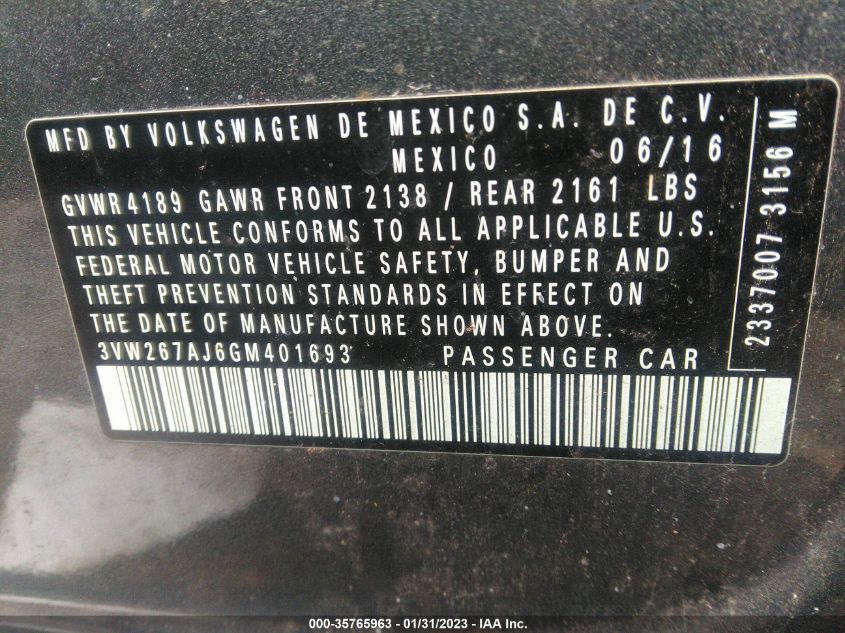 MFD BY VOLKSWAGEN DE MEXICO S.A. DE C.V.
MEXICO 06/16
GVWR 4189 GAWR FRONT 2138 / REAR 2161 LBS
THIS VEHICLE CONFORMS TO ALL APPLICABLE U.S.
FEDERAL MOTOR VEHICLE SAFETY, BUMPER AND
THEFT PREVENTION STANDARDS IN EFFECT ON
THE DATE OF MANUFACTURE SHOWN ABOVE.
3VW267AJ6GM401693 PASSENGER CAR
2337007 3156 M
000-35765963 - 01/31/2023 - IAA Inc.